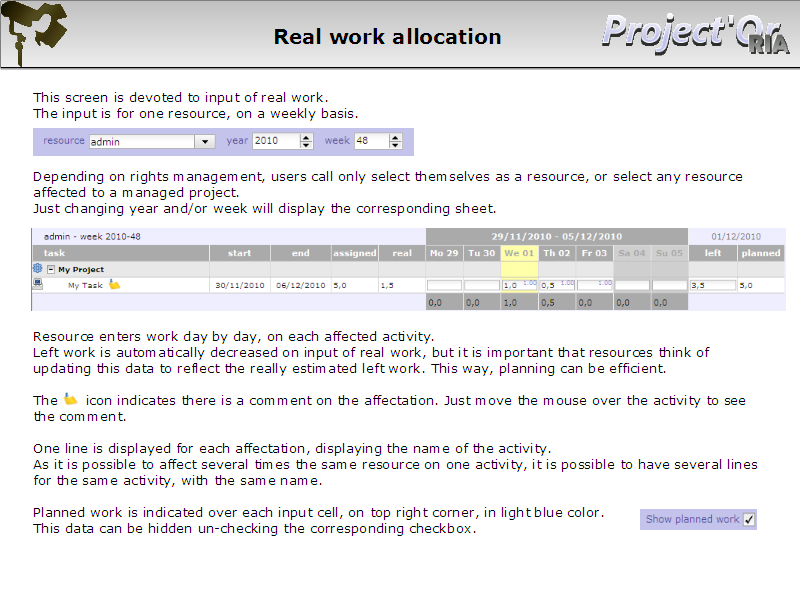 Real work allocation
Project'Or
RIA
This screen is devoted to input of real work.
The input is for one resource, on a weekly basis.
resource admin year 2010 week 48
Depending on rights management, users call only select themselves as a resource, or select any resource
affected to a managed project.
Just changing year and/or week will display the corresponding sheet.
admin - week 2010-48 29/11/2010 - 05/12/2010 01/12/2010
task start end assigned real Mo 29 Tu 30 We 01 Th 02 Fr 03 Sa 04 Su 05 left planned
My Project
My Task 30/11/2010 06/12/2010 5,0 1,5 1,0 1.00 0,5 1.00 1.00 3,5 5,0
0,0 0,0 1,0 0,5 0,0 0,0 0,0
Resource enters work day by day, on each affected activity.
Left work is automatically decreased on input of real work, but it is important that resources think of
updating this data to reflect the really estimated left work. This way, planning can be efficient.
The icon indicates there is a comment on the affectation. Just move the mouse over the activity to see
the comment.
One line is displayed for each affectation, displaying the name of the activity.
As it is possible to affect several times the same resource on one activity, it is possible to have several lines
for the same activity, with the same name.
Planned work is indicated over each input cell, on top right corner, in light blue color.
This data can be hidden un-checking the corresponding checkbox.
Show planned work